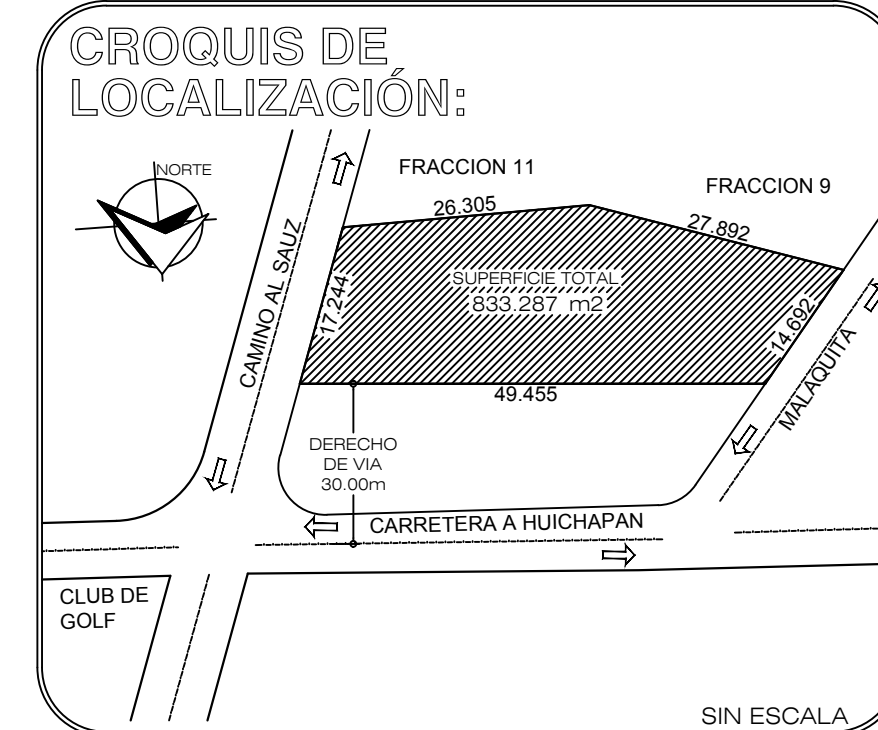 CROQUIS DE
LOCALIZACIÓN:
NORTE
FRACCION 11
FRACCION 9
26.305
27.892
CAMINO AL SAUZ
17.244
SUPERFICIE TOTAL
833.287 m2
14.692
MALAQUITA
49.455
DERECHO
DE VIA
30.00m
CARRETERA A HUICHAPAN
CLUB DE
GOLF
SIN ESCALA